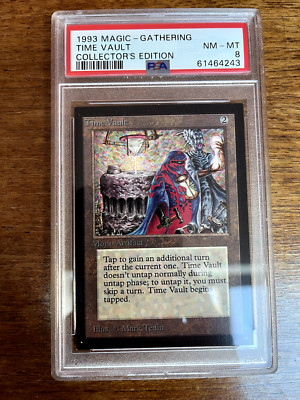 1993 MAGIC - GATHERING
TIME VAULT
NM - MT
COLLECTOR'S EDITION
8
PSA
61464243
Time Vault
2
Mono Artifact
Tap to gain an additional turn
after the current one. Time Vault
doesn't untap normally during
untap phase; to untap it, you must
skip a turn. Time Vault begin
tapped.
Illus. © Mark Tedin